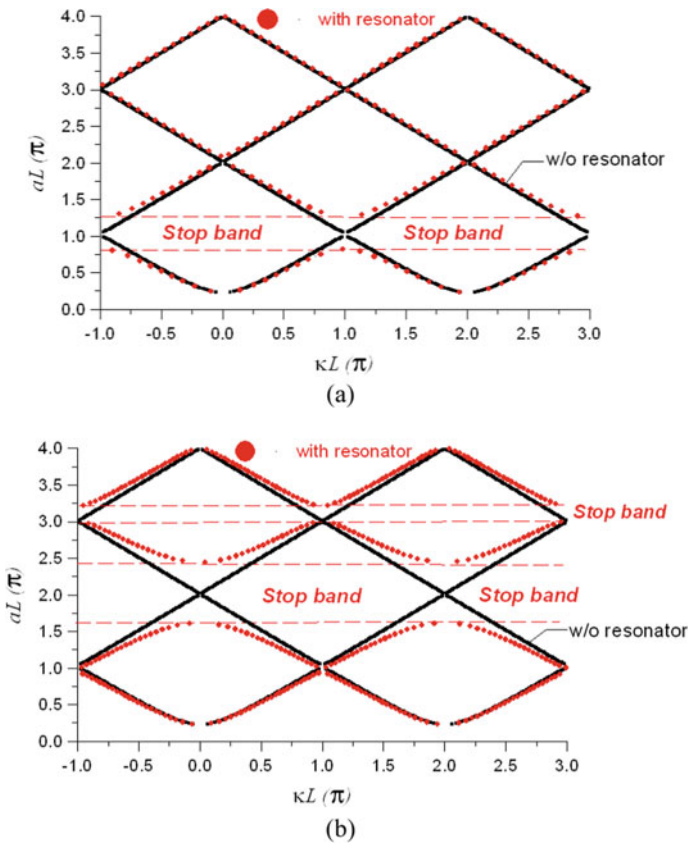 with resonator
4.0
3.5
3.0
2.5
2.0
1.5
1.0
0.5
0.0
aL (π)
w/o resonator
Stop band Stop band
-1.0 -0.5 0.0 0.5 1.0 1.5 2.0 2.5 3.0
κL (π)
(a)
with resonator
4.0
3.5
3.0
2.5
2.0
1.5
1.0
0.5
0.0
aL (π)
Stop band
Stop band Stop band
w/o resonator
-1.0 -0.5 0.0 0.5 1.0 1.5 2.0 2.5 3.0
κL (π)
(b)